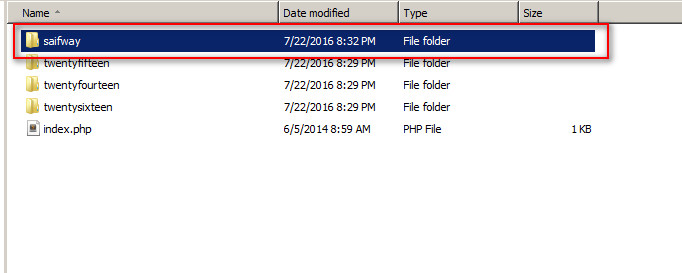 Name Date modified Type Size
saifway 7/22/2016 8:32 PM File folder
twentyfifteen 7/22/2016 8:29 PM File folder
twentyfourteen 7/22/2016 8:29 PM File folder
twentysixteen 7/22/2016 8:29 PM File folder
index.php 6/5/2014 8:59 AM PHP File 1 KB